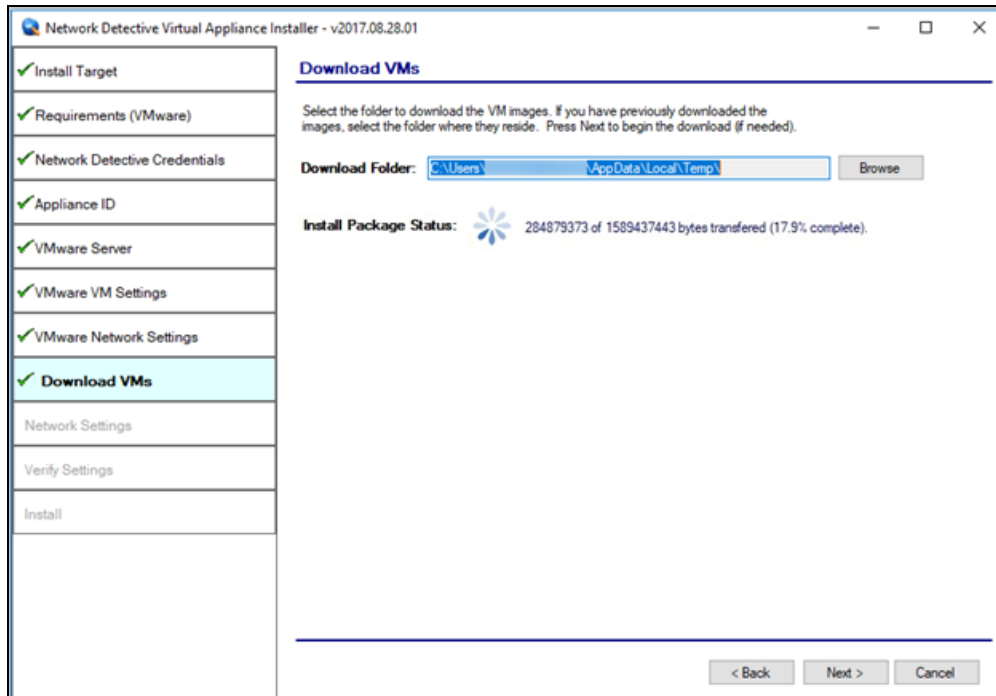 Network Detective Virtual Appliance Installer - v2017.08.28.01
Install Target
Requirements (VMware)
Network Detective Credentials
Appliance ID
VMware Server
VMware VM Settings
VMware Network Settings
Download VMs
Network Settings
Verify Settings
Install
Download VMs
Select the folder to download the VM images. If you have previously downloaded the
images, select the folder where they reside. Press Next to begin the download (if needed).
Download Folder: C:\Users\ \AppData\Local\Temp\ Browse
Install Package Status: 284879373 of 1589437443 bytes transfered (17.9% complete).
< Back Next > Cancel